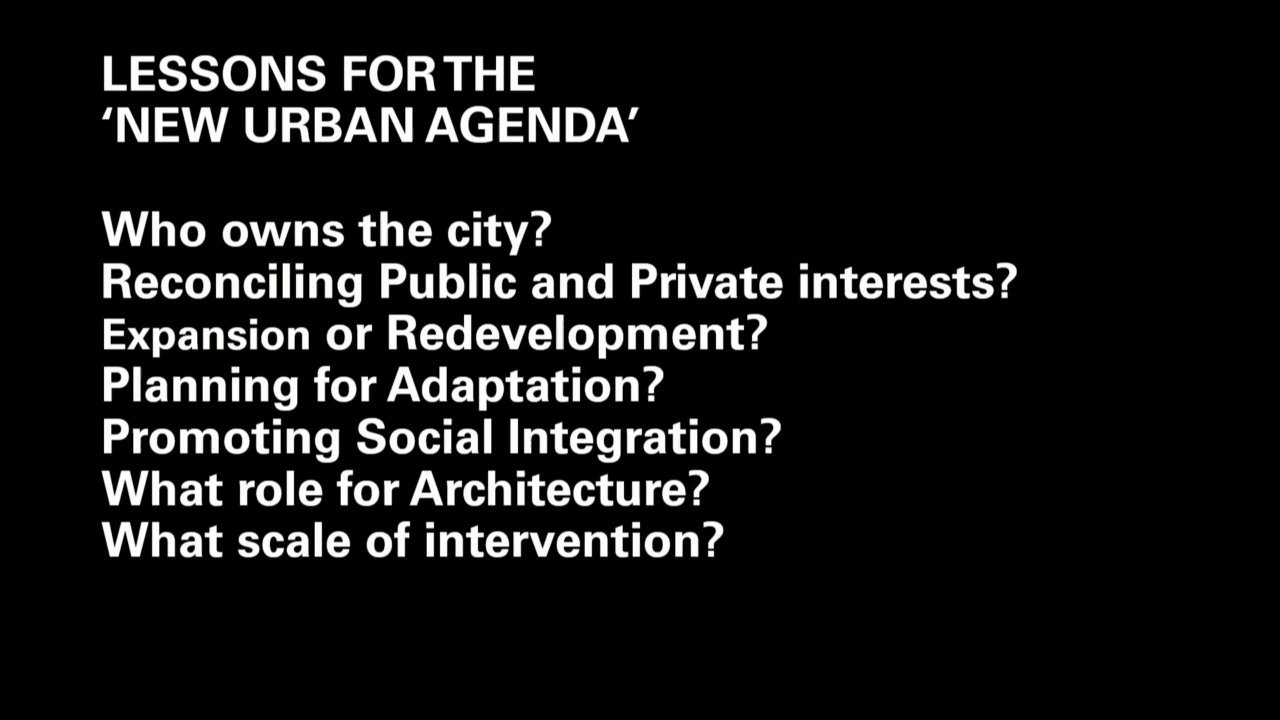 LESSONS FOR THE
‘NEW URBAN AGENDA’
Who owns the city?
Reconciling Public and Private interests?
Expansion or Redevelopment?
Planning for Adaptation?
Promoting Social Integration?
What role for Architecture?
What scale of intervention?